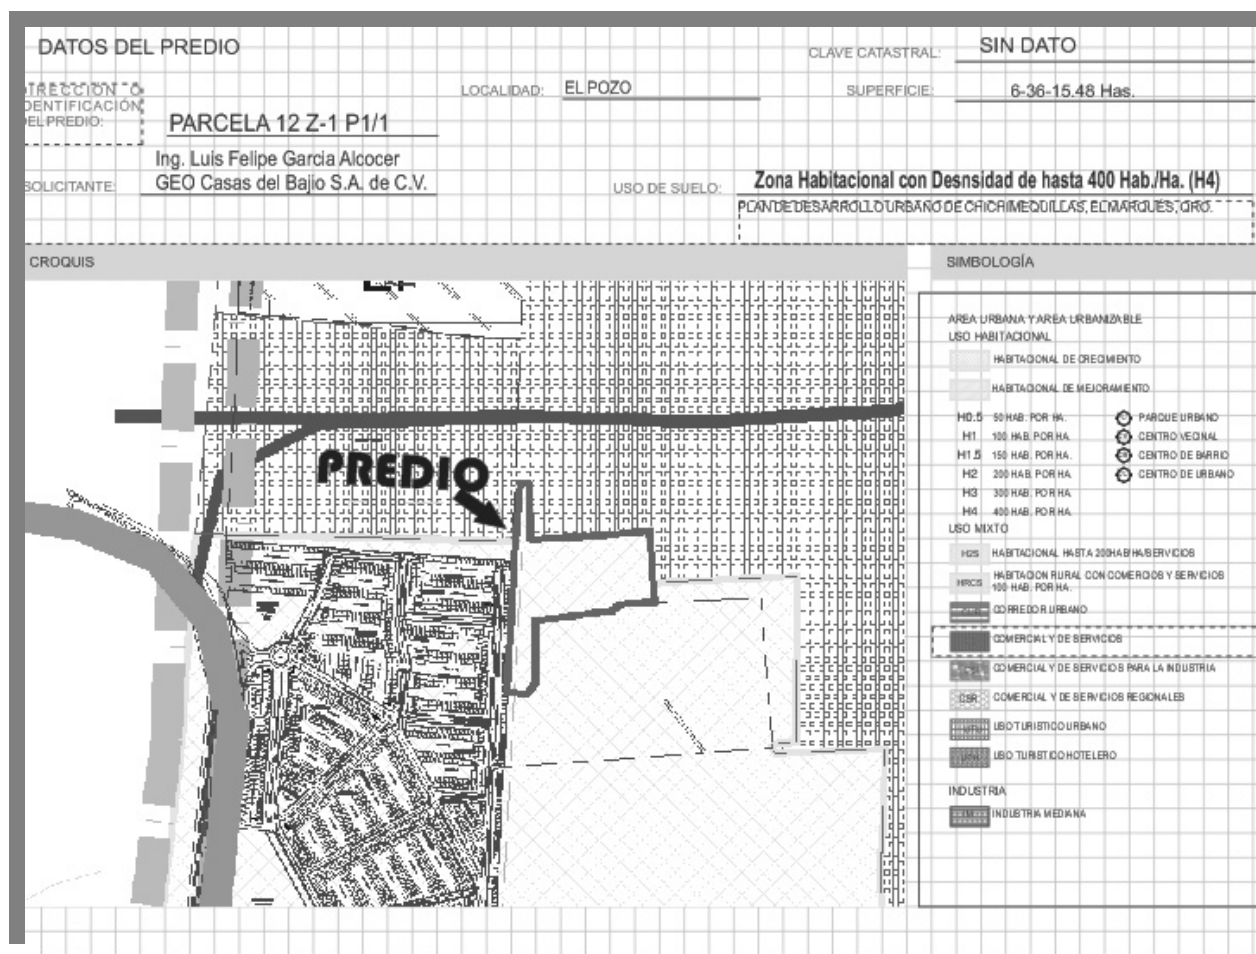 DATOS DEL PREDIO
CLAVE CATASTRAL: SIN DATO
DIRECCIÓN O
IDENTIFICACIÓN
DEL PREDIO: PARCELA 12 Z-1 P1/1
LOCALIDAD: EL POZO
SUPERFICIE: 6-36-15.48 Has.
SOLICITANTE: Ing. Luis Felipe Garcia Alcocer
GEO Casas del Bajio S.A. de C.V.
USO DE SUELO: Zona Habitacional con Desnsidad de hasta 400 Hab./Ha. (H4)
PLAN DE DESARROLLO URBANO DE CHICHIMEQUILLAS, EL MARQUÉS, QRO.
CROQUIS
PREDIO
SIMBOLOGÍA
AREA URBANA Y AREA URBANIZABLE
USO HABITACIONAL
HABITACIONAL DE CRECIMIENTO
HABITACIONAL DE MEJORAMIENTO
H0.5 50 HAB. POR HA. PARQUE URBANO
H1 100 HAB. POR HA. CENTRO VECINAL
H1.5 150 HAB. POR HA. CENTRO DE BARRIO
H2 200 HAB. POR HA. CENTRO DE URBANO
H3 300 HAB. POR HA.
H4 400 HAB. POR HA.
USO MIXTO
H2S HABITACIONAL HASTA 200HAB/HA/SERVICIOS
HRCS HABITACION RURAL CON COMERCIOS Y SERVICIOS
100 HAB. POR HA.
CORREDOR URBANO
COMERCIAL Y DE SERVICIOS
COMERCIAL Y DE SERVICIOS PARA LA INDUSTRIA
CSR COMERCIAL Y DE SERVICIOS REGIONALES
USO TURISTICO URBANO
USO TURISTICO HOTELERO
INDUSTRIA
INDUSTRIA MEDIANA